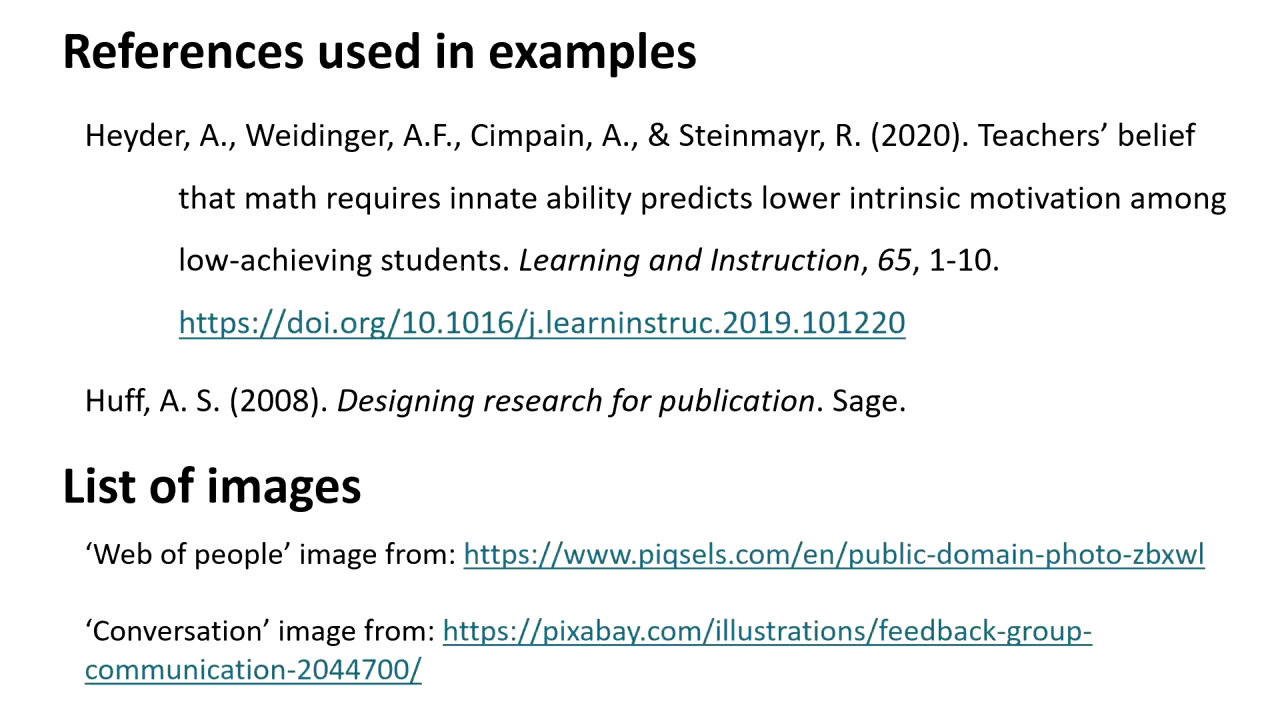 References used in examples
Heyder, A., Weidinger, A.F., Cimpain, A., & Steinmayr, R. (2020). Teachers’ belief
that math requires innate ability predicts lower intrinsic motivation among
low-achieving students. Learning and Instruction, 65, 1-10.
https://doi.org/10.1016/j.learninstruc.2019.101220
Huff, A. S. (2008). Designing research for publication. Sage.
List of images
‘Web of people’ image from: https://www.piqsels.com/en/public-domain-photo-zbxwl
‘Conversation’ image from: https://pixabay.com/illustrations/feedback-group-
communication-2044700/